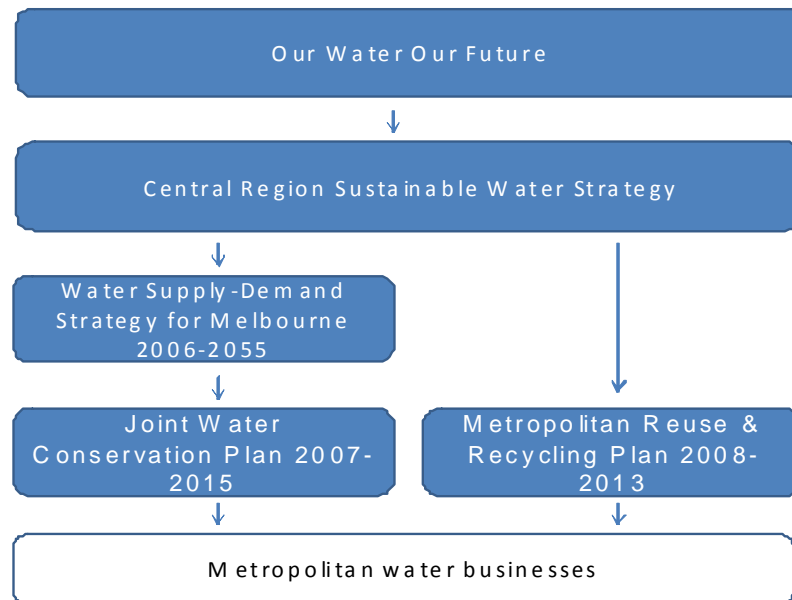 Our Water Our Future
Central Region Sustainable Water Strategy
Water Supply-Demand
Strategy for Melbourne
2006-2055
Joint Water
Conservation Plan 2007-
2015
Metropolitan Reuse &
Recycling Plan 2008-
2013
Metropolitan water businesses